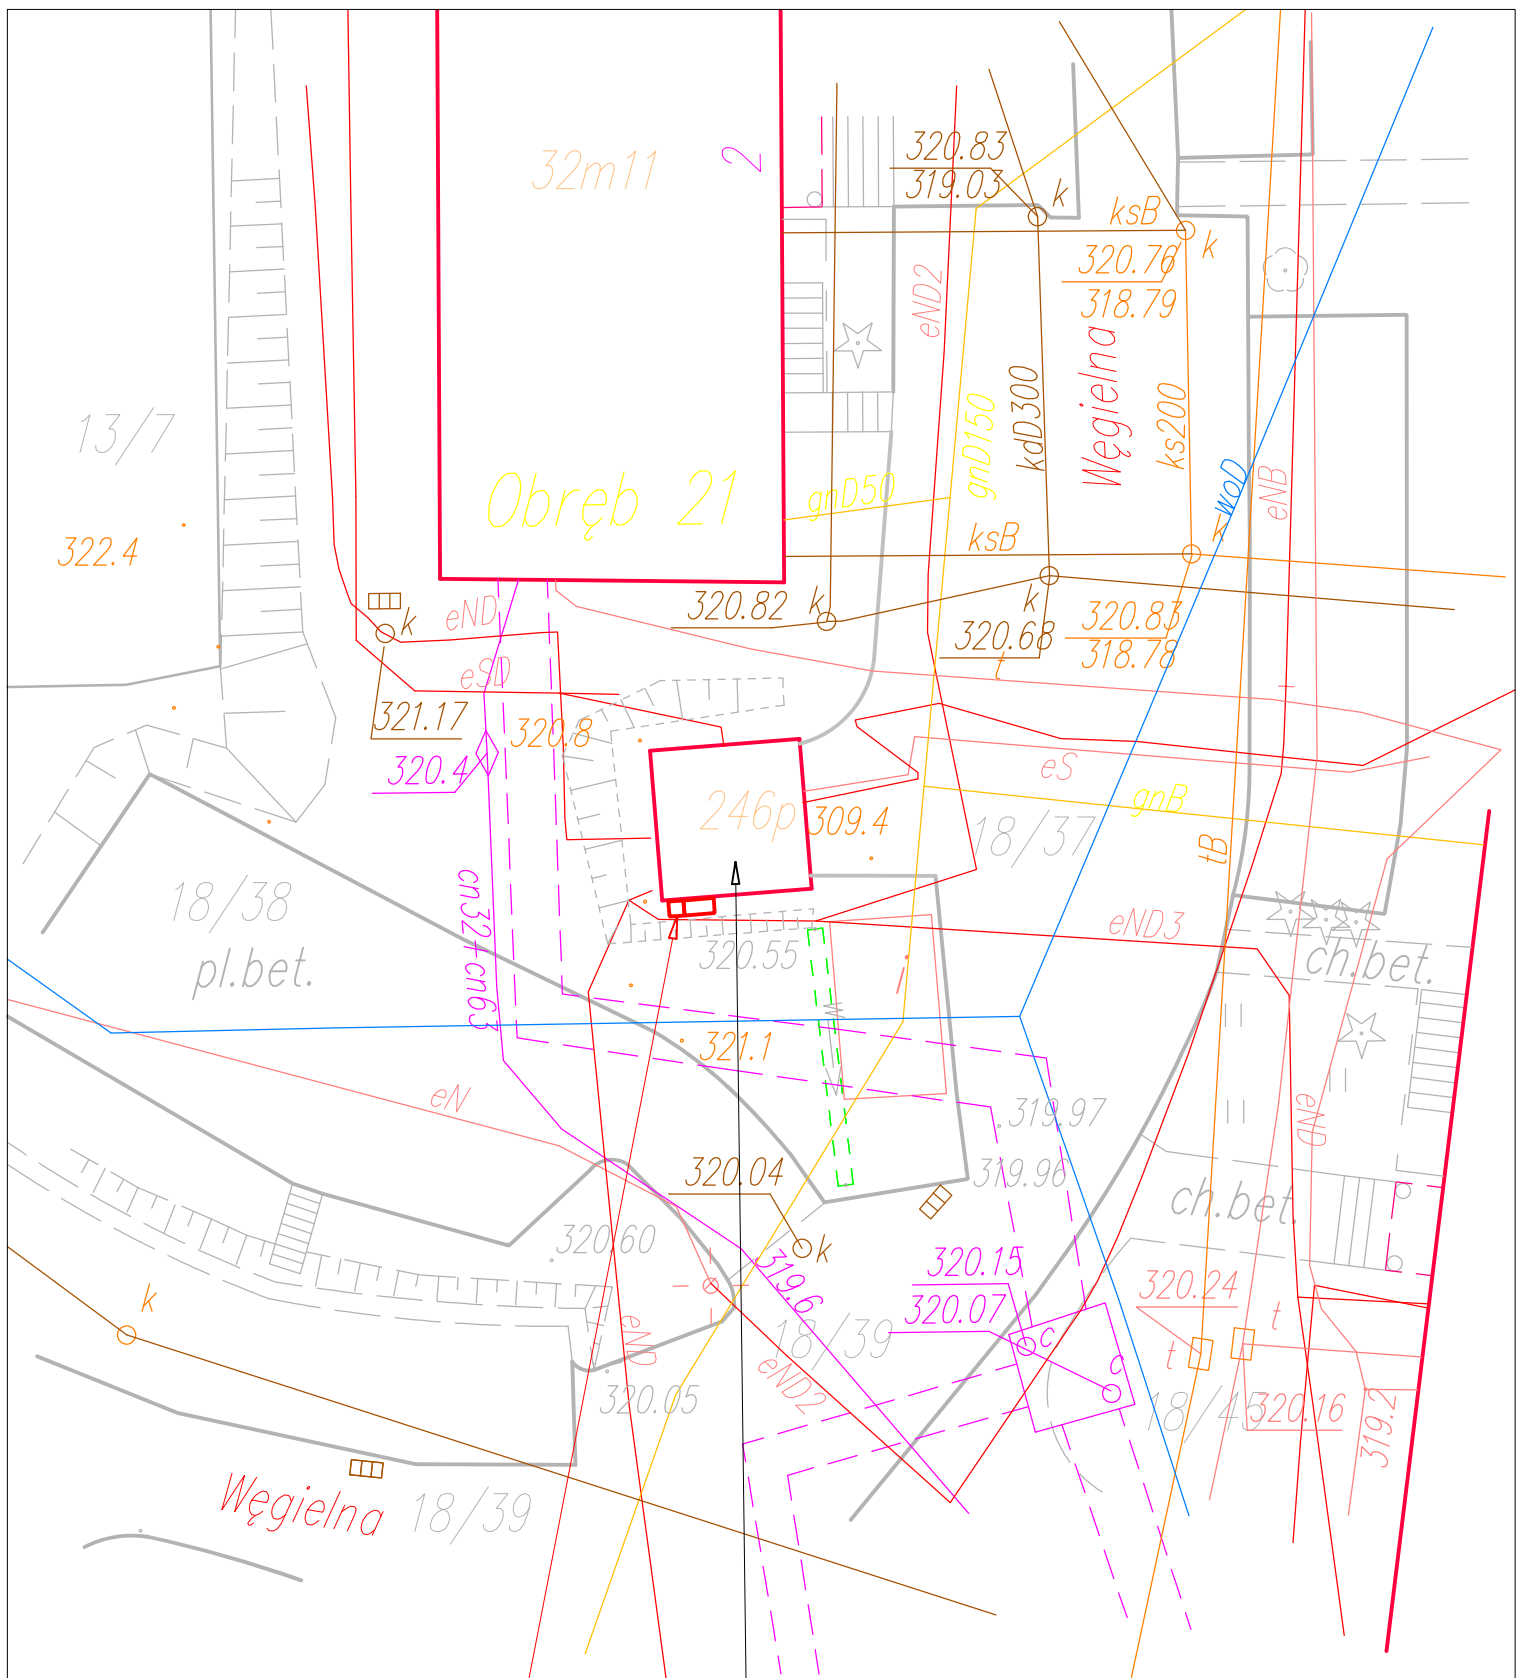 320.83
319.03
k
32m11
2
ksB
k
320.76
318.79
eND2
Węgielna
kdD300
ks200
gnD150
13/7
Obręb 21
gnD50
woD
eNB
ksB
k
322.4
320.82
k
k
320.68
320.83
318.78
t
eND
k
eSD
321.17
320.8
320.4
eS
gnB
246p
309.4
18/37
tB
18/38
pl.bet.
cn32+cn63
320.55
eND3
ch.bet.
321.1
eN
319.97
319.96
eND
320.04
k
ch.bet.
320.60
319.6
320.15
320.07
320.24
k
eND
18/39
c
c
t
t
eND2
320.05
18/45
320.16
319.2
Węgielna
18/39